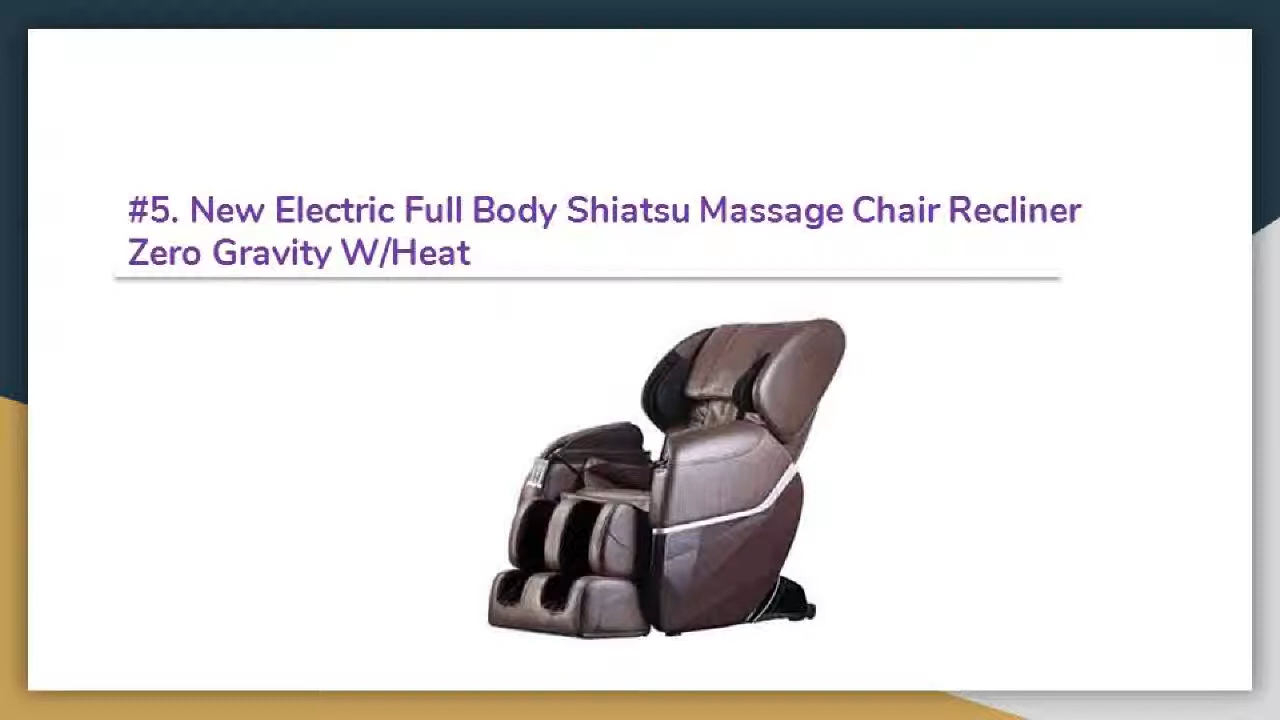 #5. New Electric Full Body Shiatsu Massage Chair Recliner
Zero Gravity W/Heat